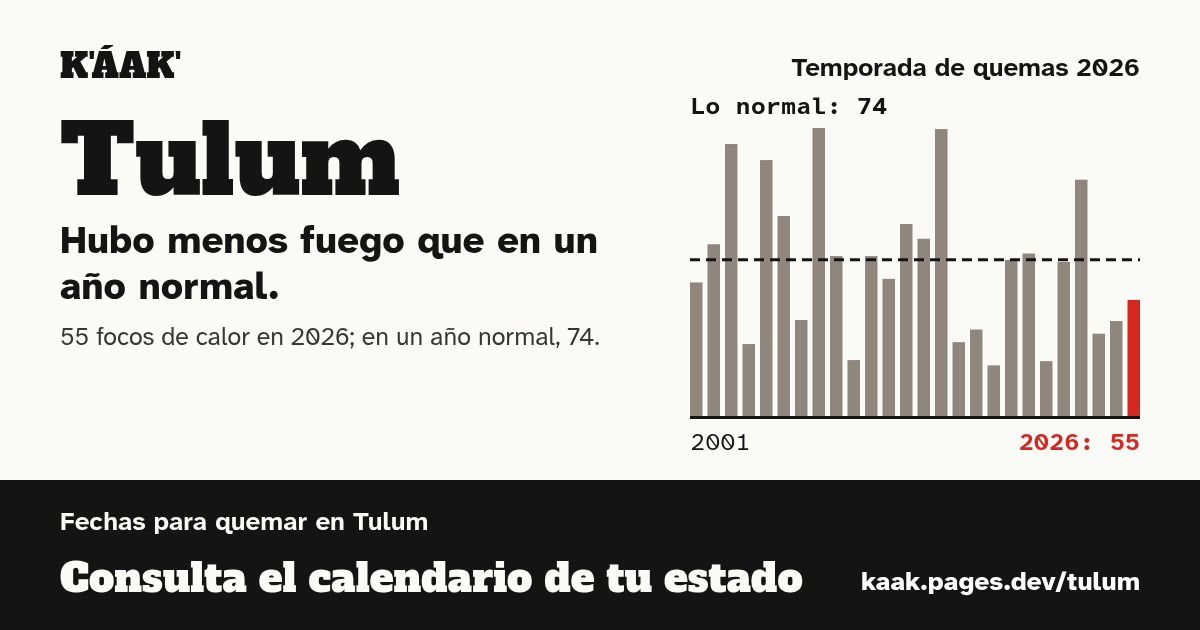 K'ÁAK'
Tulum
Hubo menos fuego que en un
año normal.
55 focos de calor en 2026; en un año normal, 74.
Temporada de quemas 2026
Lo normal: 74
2001
2026: 55
Fechas para quemar en Tulum
Consulta el calendario de tu estado
kaak.pages.dev/tulum